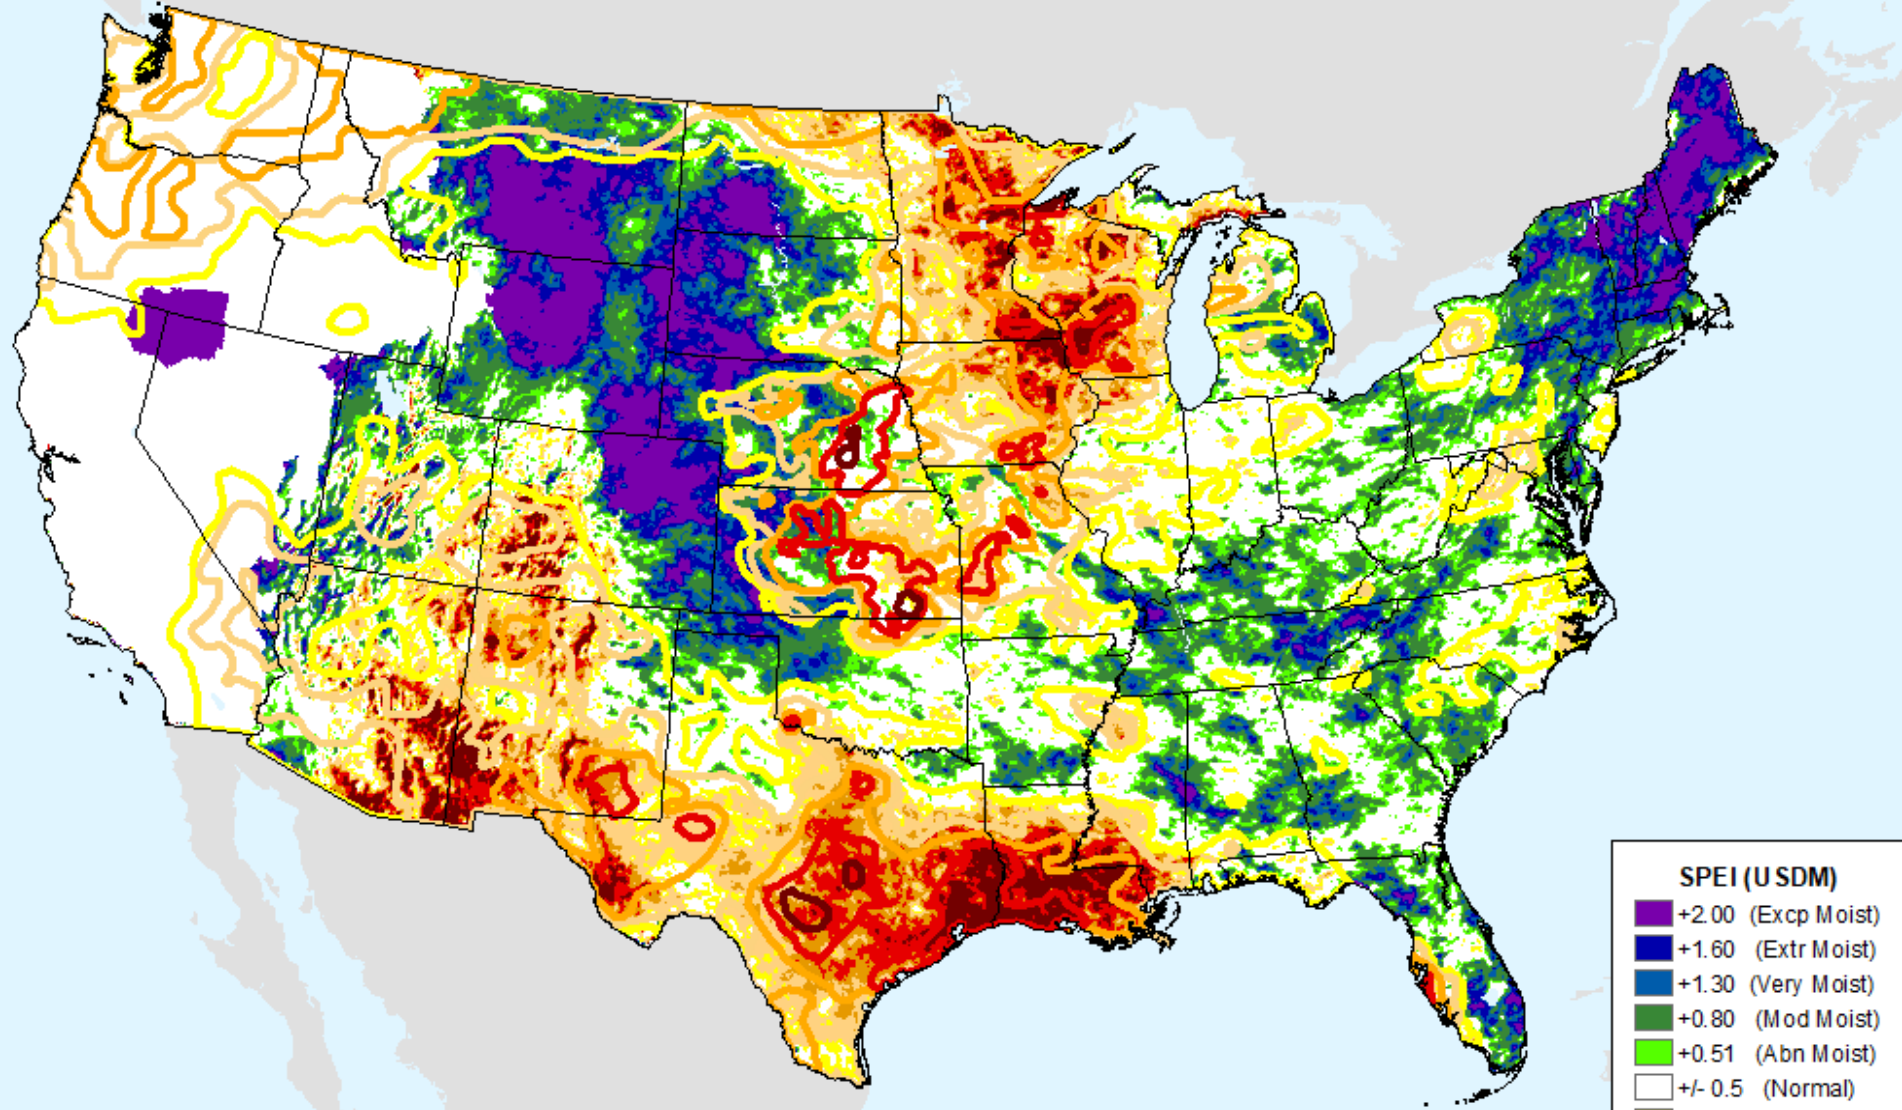 SPEI (USDM)
+2.00 (Excp Moist)
+1.60 (Extr Moist)
+1.30 (Very Moist)
+0.80 (Mod Moist)
+0.51 (Abn Moist)
+/- 0.5 (Normal)